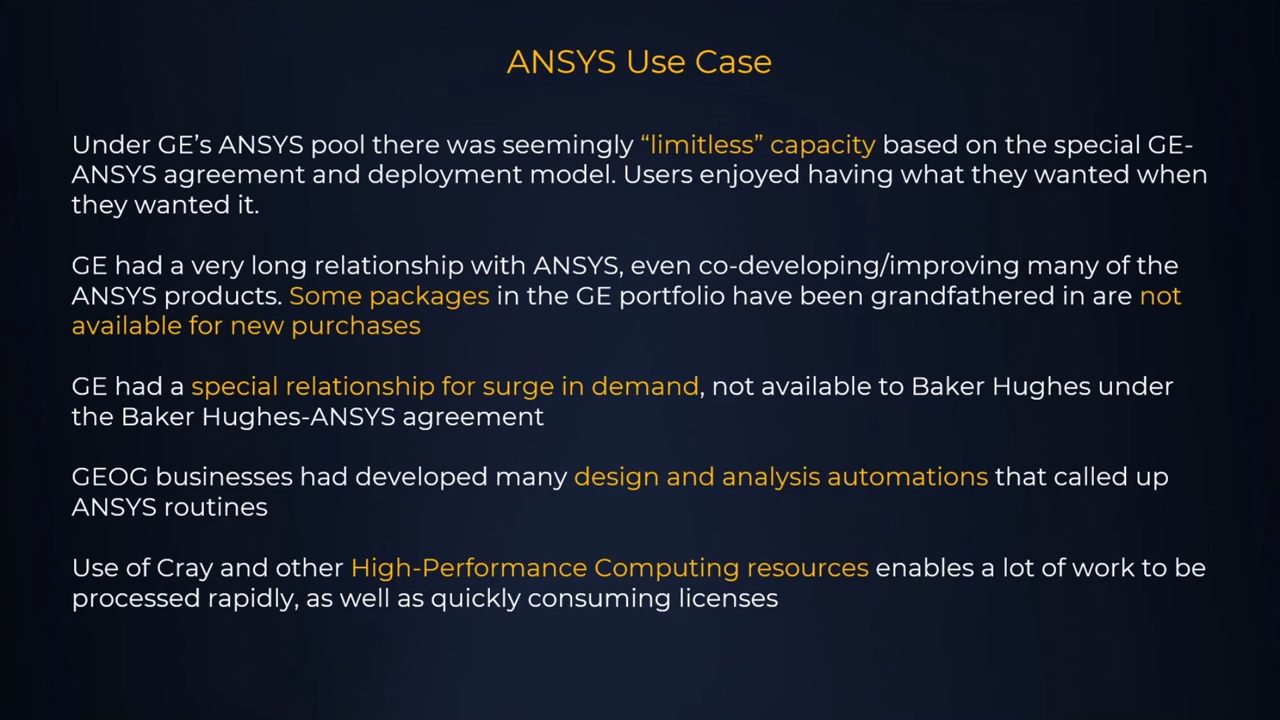 ANSYS Use Case
Under GE’s ANSYS pool there was seemingly “limitless” capacity based on the special GE-
ANSYS agreement and deployment model. Users enjoyed having what they wanted when
they wanted it.
GE had a very long relationship with ANSYS, even co-developing/improving many of the
ANSYS products. Some packages in the GE portfolio have been grandfathered in are not
available for new purchases
GE had a special relationship for surge in demand, not available to Baker Hughes under
the Baker Hughes-ANSYS agreement
GEOG businesses had developed many design and analysis automations that called up
ANSYS routines
Use of Cray and other High-Performance Computing resources enables a lot of work to be
processed rapidly, as well as quickly consuming licenses